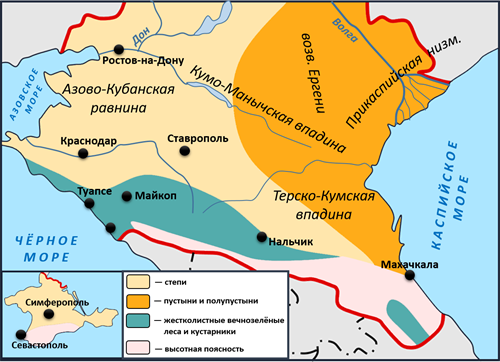 Дон
Волга
Ростов-на-Дону
АЗОВСКОЕ
МОРЕ
Азово-Кубанская
равнина
Кумо-Манычская впадина
возв. Ергени
Прикаспийская низм.
Краснодар
Ставрополь
Туапсе
Майкоп
Терско-Кумская
впадина
КАСПИЙСКОЕ
МОРЕ
ЧЁРНОЕ
МОРЕ
Нальчик
Махачкала
Симферополь
Севастополь
— степи
— пустыни и полупустыни
— жестколистные вечнозелёные
леса и кустарники
— высотная поясность